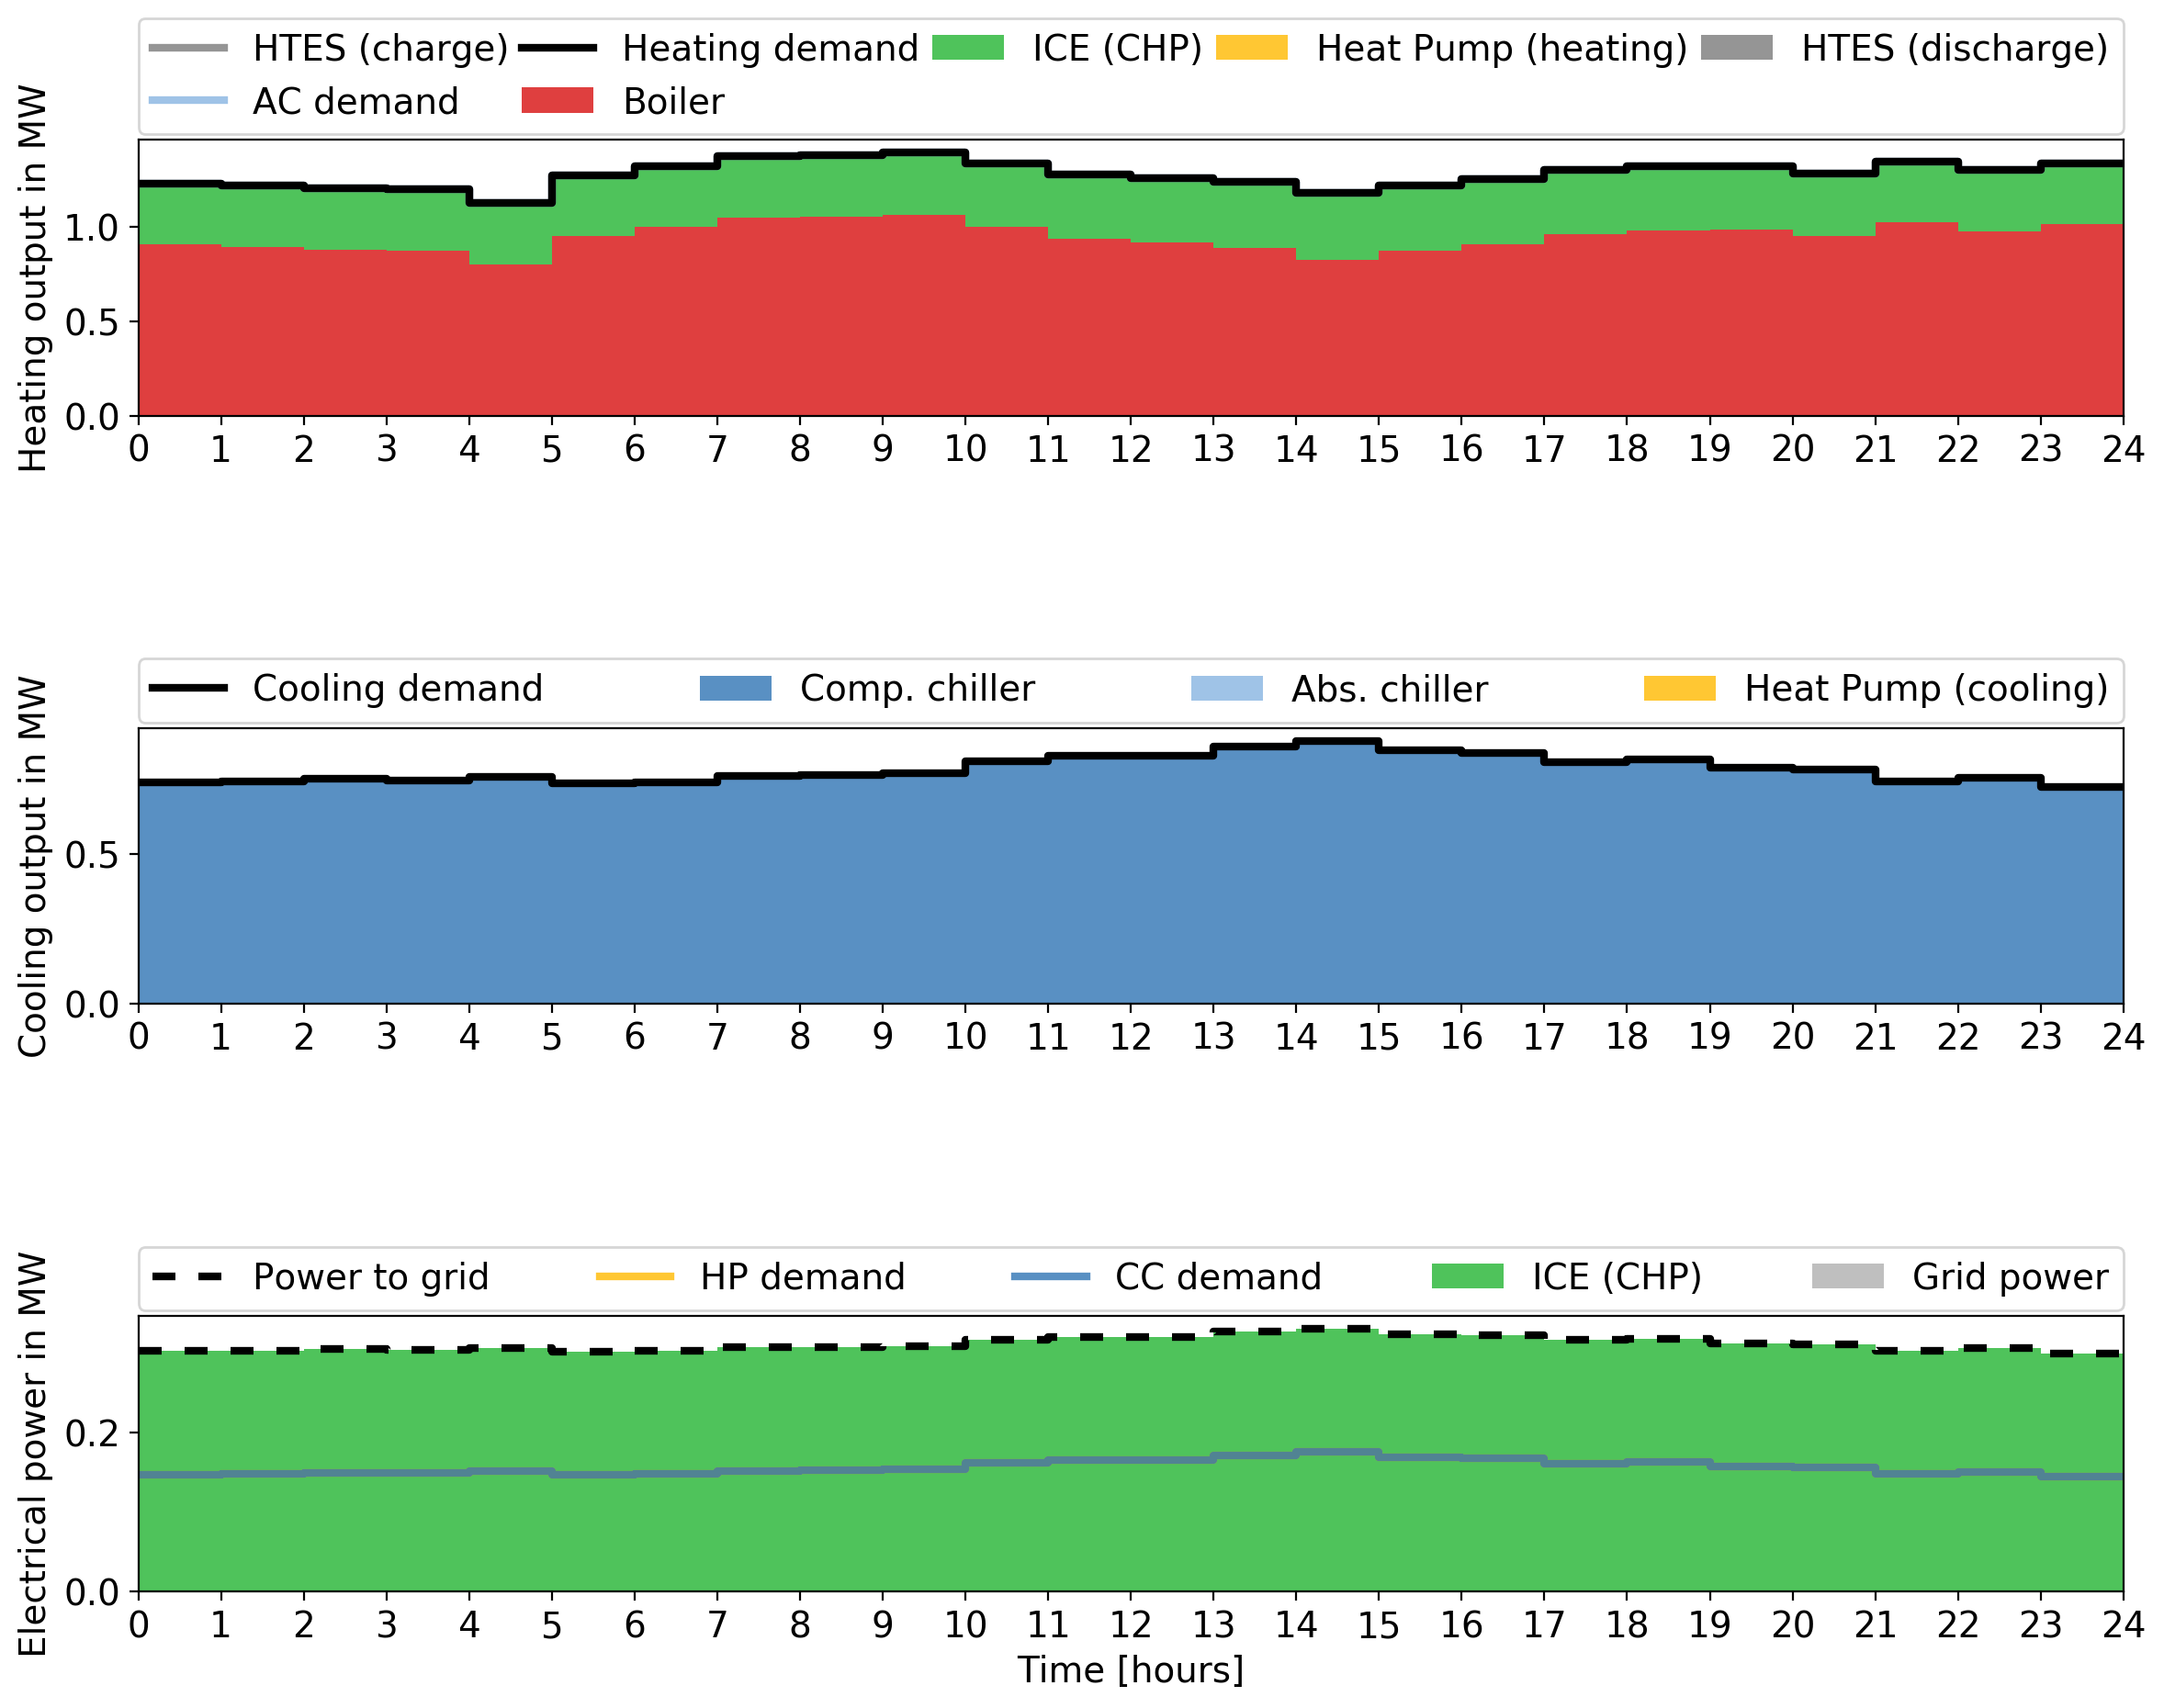 HTES (charge) Heating demand ICE (CHP) Heat Pump (heating) HTES (discharge)
AC demand Boiler
Heating output in MW
1.0
0.5
0.0
0 1 2 3 4 5 6 7 8 9 10 11 12 13 14 15 16 17 18 19 20 21 22 23 24
Cooling demand Comp. chiller Abs. chiller Heat Pump (cooling)
Cooling output in MW
0.5
0.0
0 1 2 3 4 5 6 7 8 9 10 11 12 13 14 15 16 17 18 19 20 21 22 23 24
Power to grid HP demand CC demand ICE (CHP) Grid power
Electrical power in MW
0.2
0.0
0 1 2 3 4 5 6 7 8 9 10 11 12 13 14 15 16 17 18 19 20 21 22 23 24
Time [hours]